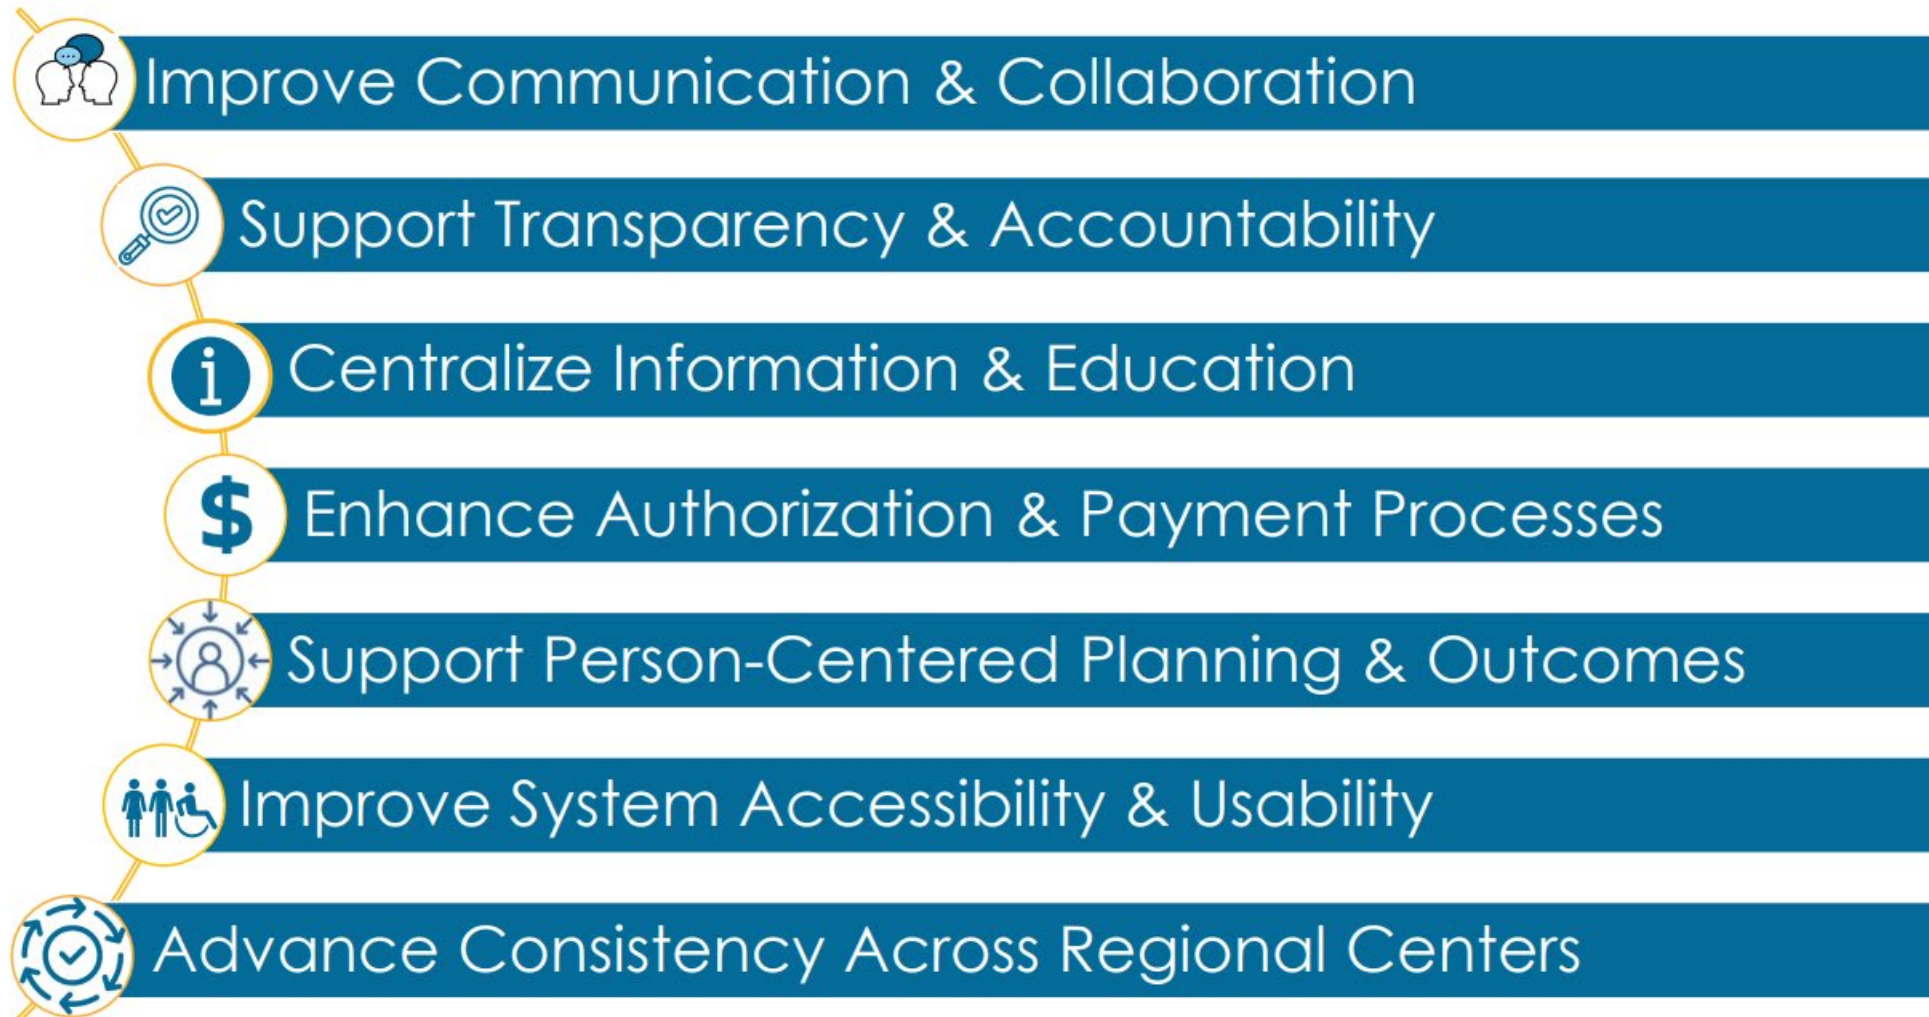 Improve Communication & Collaboration
Support Transparency & Accountability
i Centralize Information & Education
$ Enhance Authorization & Payment Processes
Support Person-Centered Planning & Outcomes
Improve System Accessibility & Usability
Advance Consistency Across Regional Centers